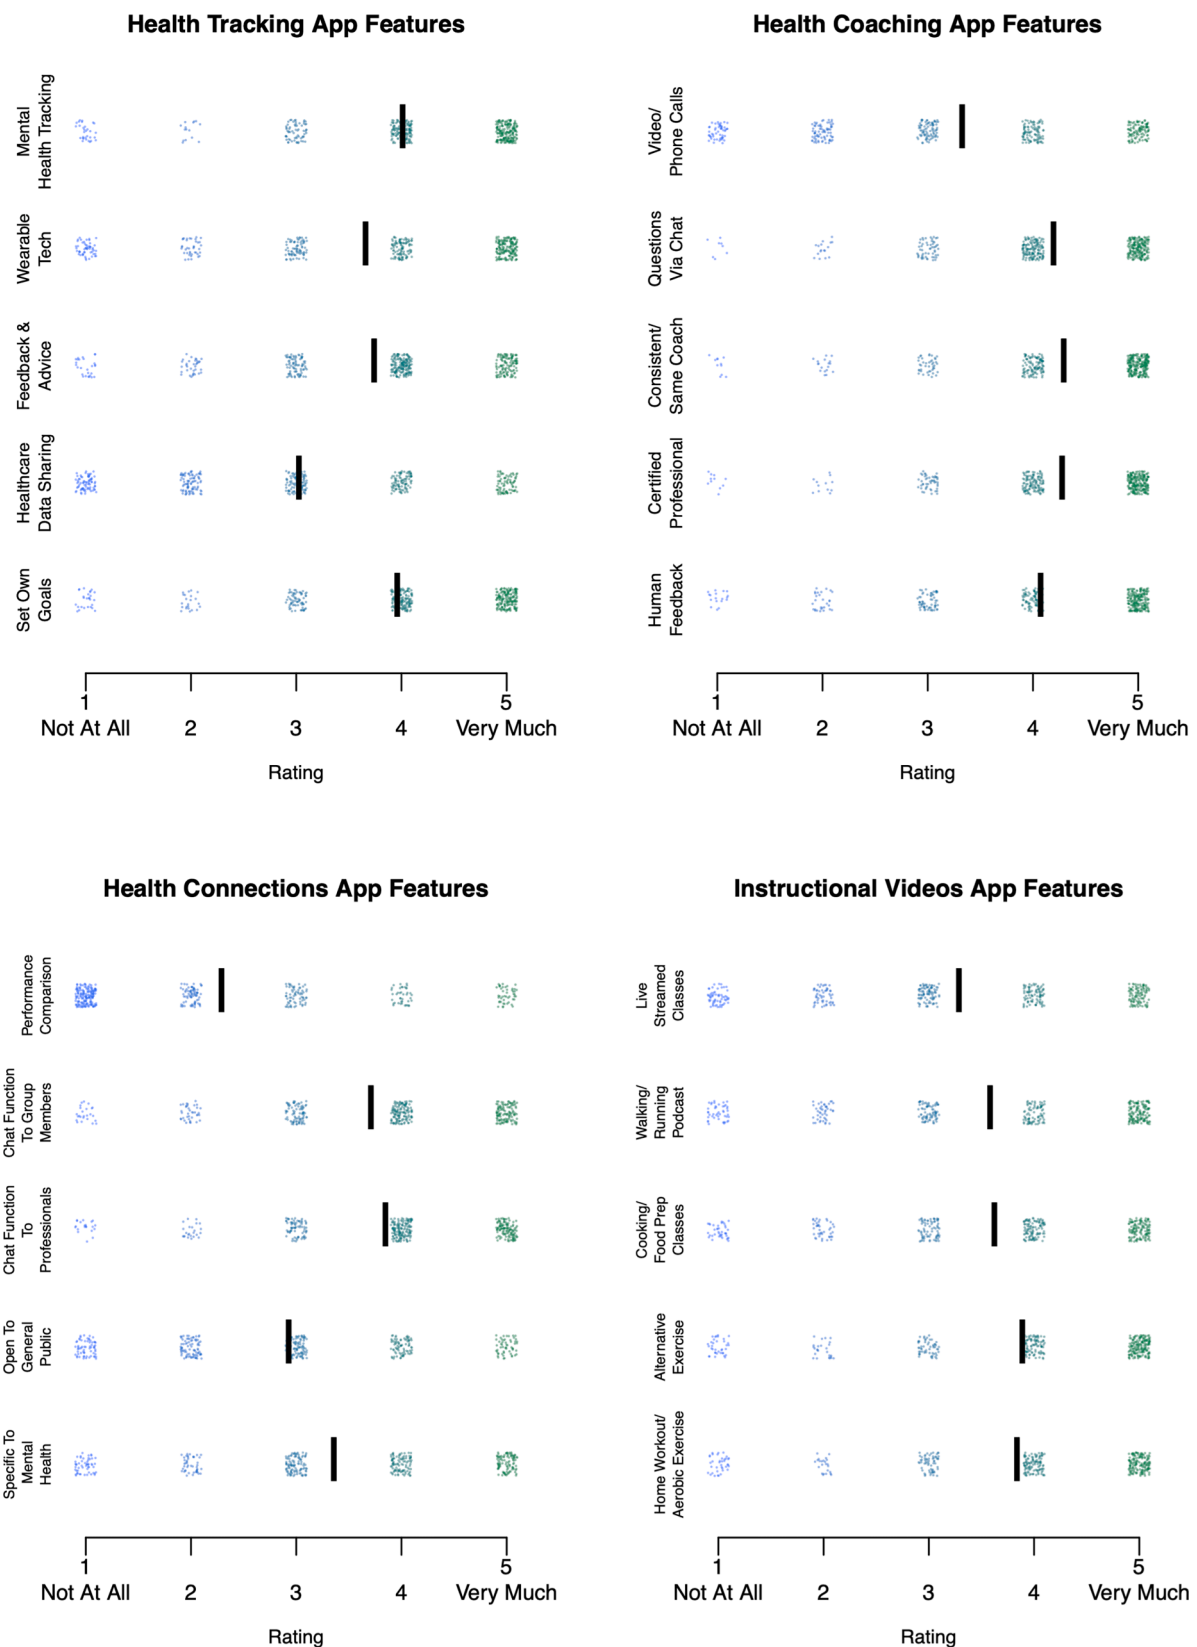 Health Tracking App Features
Mental
Health Tracking
Wearable
Tech
Feedback &
Advice
Healthcare
Data Sharing
Set Own
Goals
1
Not At All
2
3
4
5
Very Much
Rating
Health Coaching App Features
Video/
Phone Calls
Questions
Via Chat
Consistent/
Same Coach
Certified
Professional
Human
Feedback
1
Not At All
2
3
4
5
Very Much
Rating
Health Connections App Features
Performance
Comparison
Chat Function
To Group
Members
Chat Function
To
Professionals
Open To
General
Public
Specific To
Mental
Health
1
Not At All
2
3
4
5
Very Much
Rating
Instructional Videos App Features
Live
Streamed
Classes
Walking/
Running
Podcast
Cooking/
Food Prep
Classes
Alternative
Exercise
Home Workout/
Aerobic Exercise
1
Not At All
2
3
4
5
Very Much
Rating